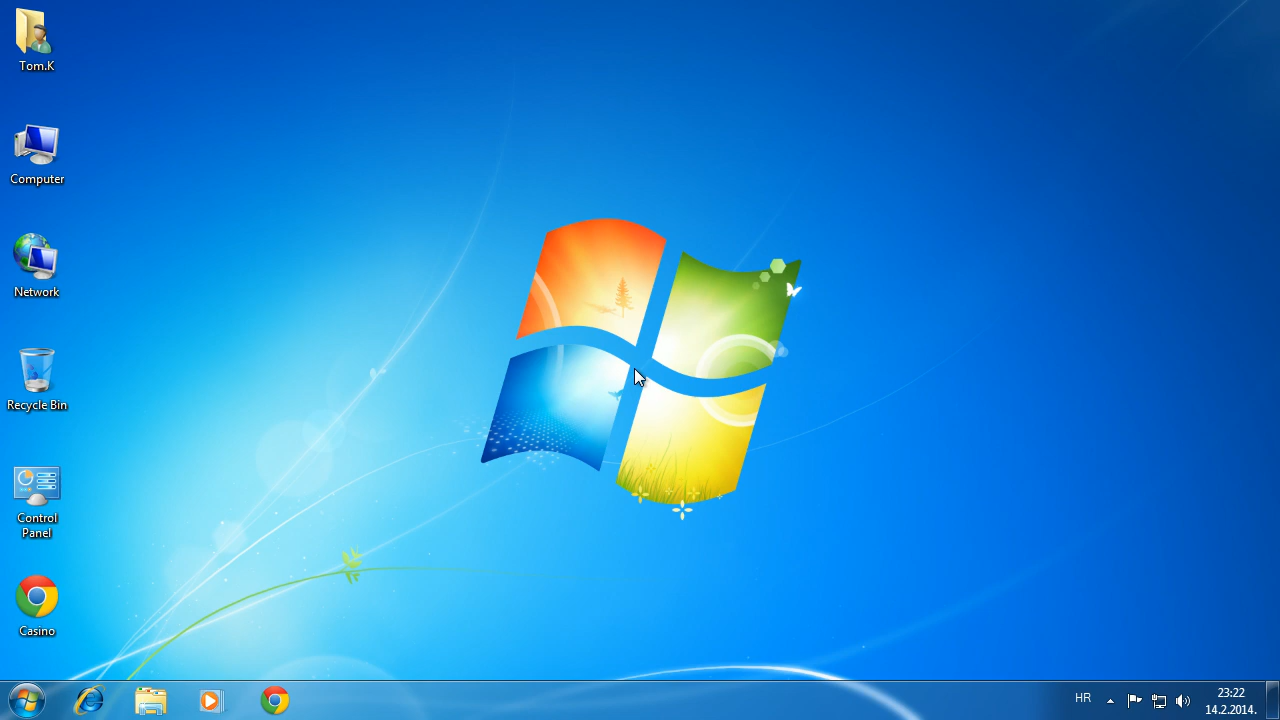 Tom.K
Computer
Network
Recycle Bin
Control
Panel
Casino
HR
23:22
14.2.2014.